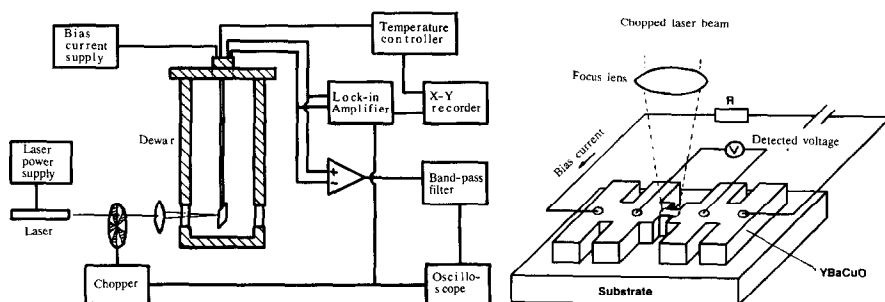 Bias current
supply
Temperature
controller
Lock-in
Amplifier
X-Y
recorder
Dewar
Laser
power
supply
+
−
Band-pass
filter
Laser
Chopper
Oscillo-
scope
Chopped laser beam
Focus lens
R
Bias current
V
Detected voltage
YBaCuO
Substrate